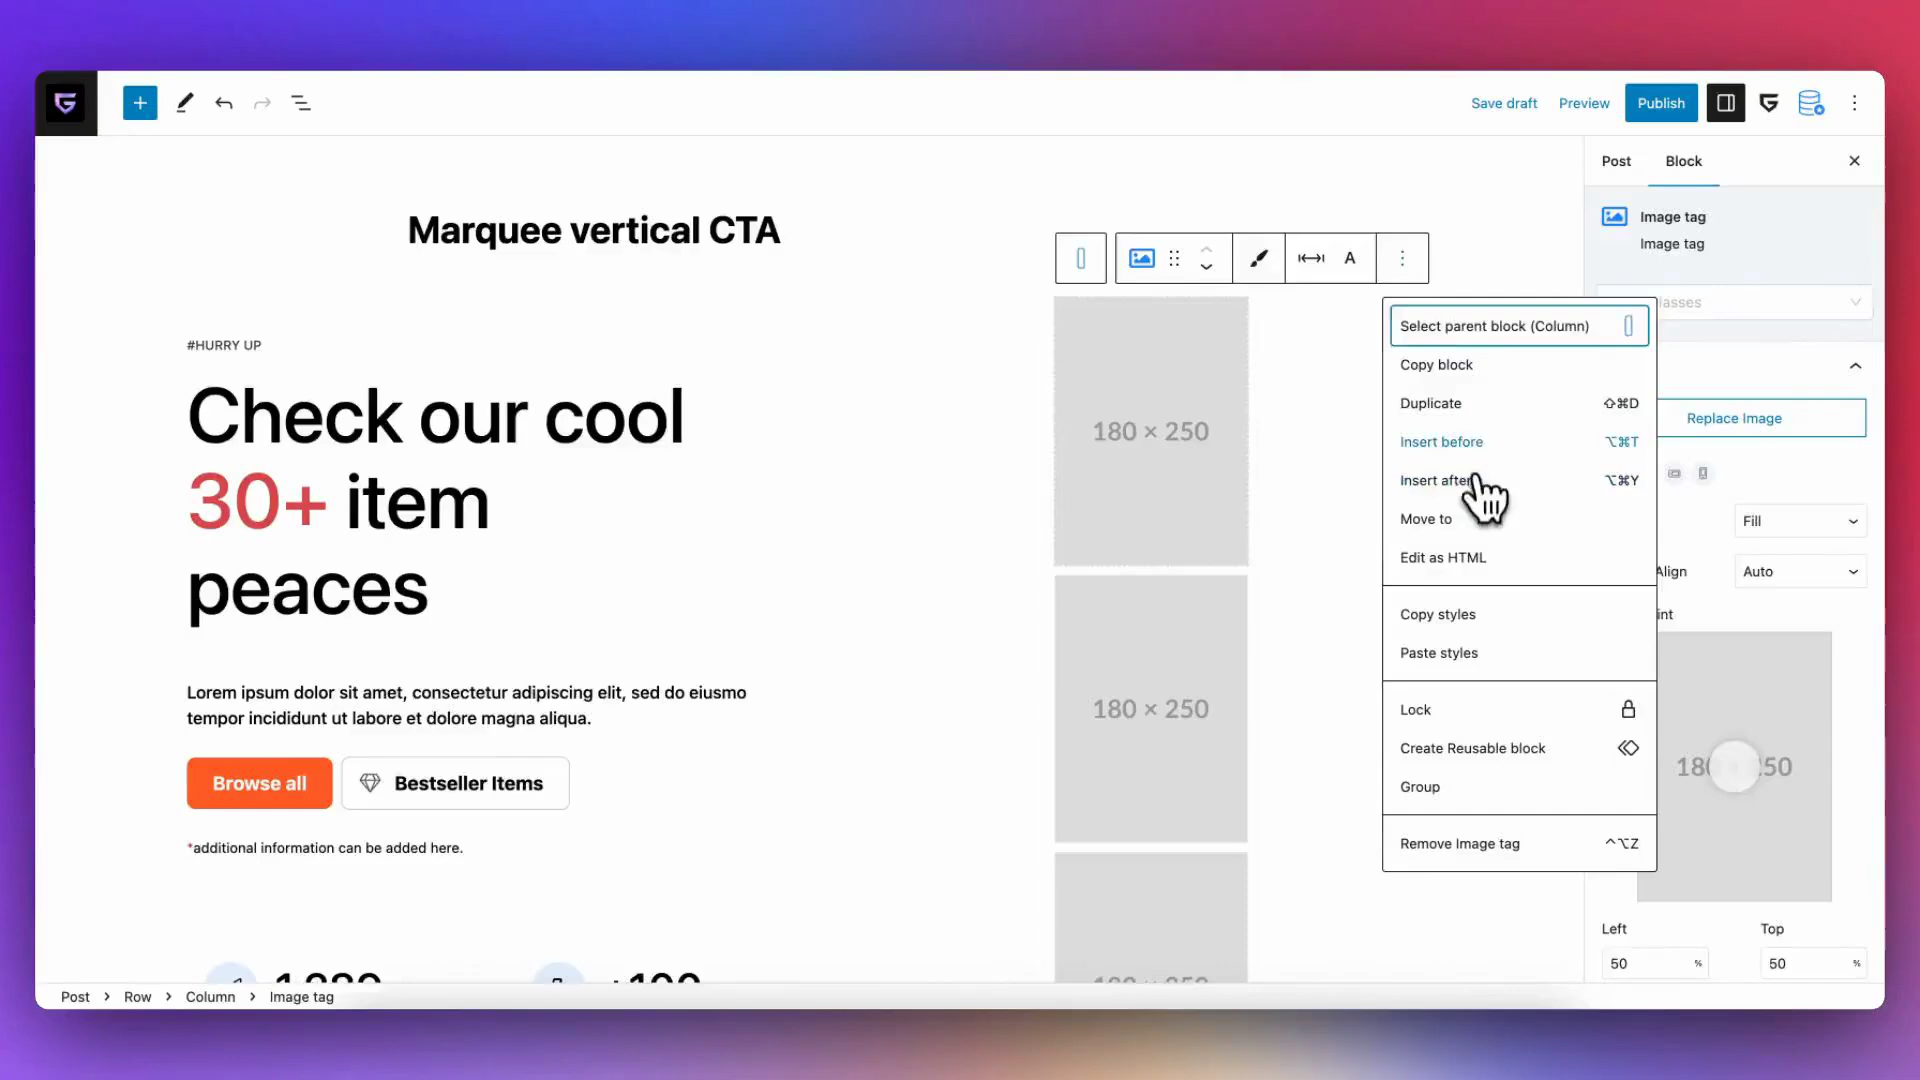 Save draft
Preview
Publish
Post
Block
Image tag
Image tag
Marquee vertical CTA
A
#HURRY UP
Check our cool
30+ item
peaces
Lorem ipsum dolor sit amet, consectetur adipiscing elit, sed do eiusmo
tempor incididunt ut labore et dolore magna aliqua.
Browse all
Bestseller Items
*additional information can be added here.
180 × 250
180 × 250
Select parent block (Column)
Copy block
Duplicate ⇧⌘D
Insert before ⌥⌘T
Insert after ⌥⌘Y
Move to
Edit as HTML
Copy styles
Paste styles
Lock
Create Reusable block
Group
Remove Image tag ^⌥Z
Replace Image
Fill
Align
Auto
Left
Top
50 %
50 %
Post > Row > Column > Image tag